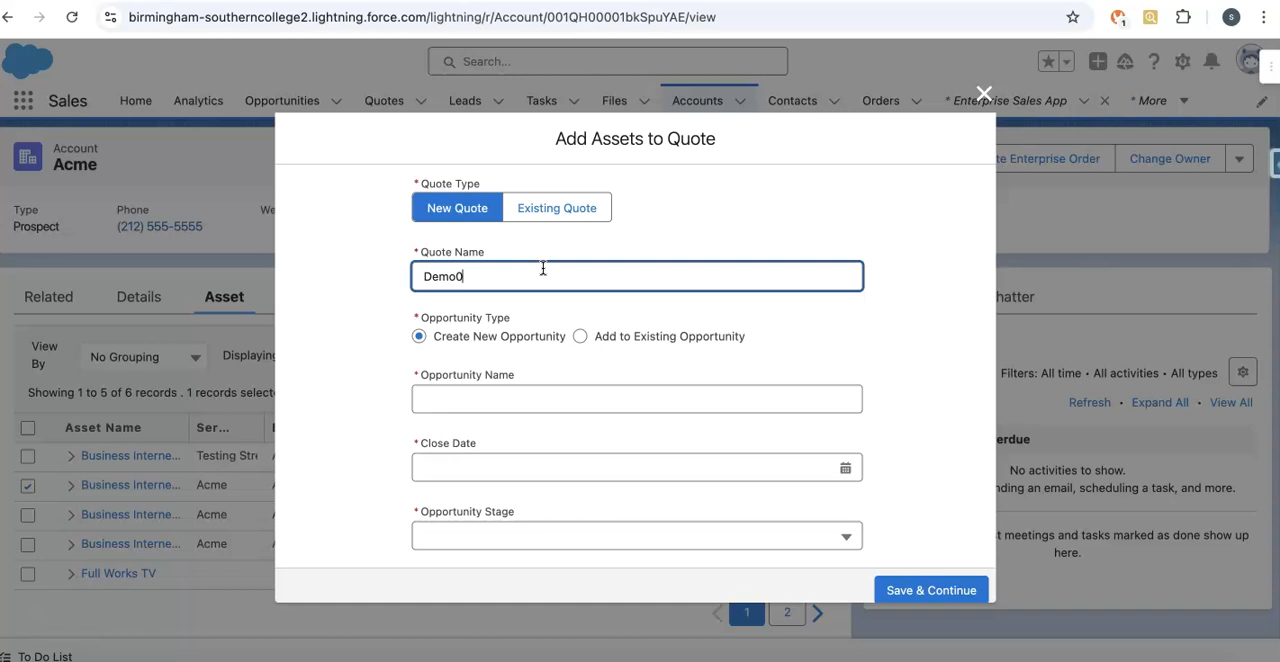 birmingham-southerncollege2.lightning.force.com/lightning/r/Account/001QH00001bkSpuYAE/view
1
S
Search...
Sales
Home
Analytics
Opportunities
Quotes
Leads
Tasks
Files
Accounts
Contacts
Orders
* Enterprise Sales App
* More
Account
Acme
te Enterprise Order
Change Owner
Type
Prospect
Phone
(212) 555-5555
We
Related
Details
Asset
View By
No Grouping
Displaying
Showing 1 to 5 of 6 records . 1 records selecte
Asset Name
Ser...
Business Interne...
Testing Stre
Business Interne...
Acme
Business Interne...
Acme
Business Interne...
Acme
Full Works TV
1
2
Add Assets to Quote
* Quote Type
New Quote
Existing Quote
* Quote Name
Demo0
* Opportunity Type
Create New Opportunity
Add to Existing Opportunity
* Opportunity Name
* Close Date
* Opportunity Stage
Save & Continue
hatter
Filters: All time • All activities • All types
Refresh • Expand All • View All
erdue
No activities to show.
nding an email, scheduling a task, and more.
t meetings and tasks marked as done show up
here.
To Do List